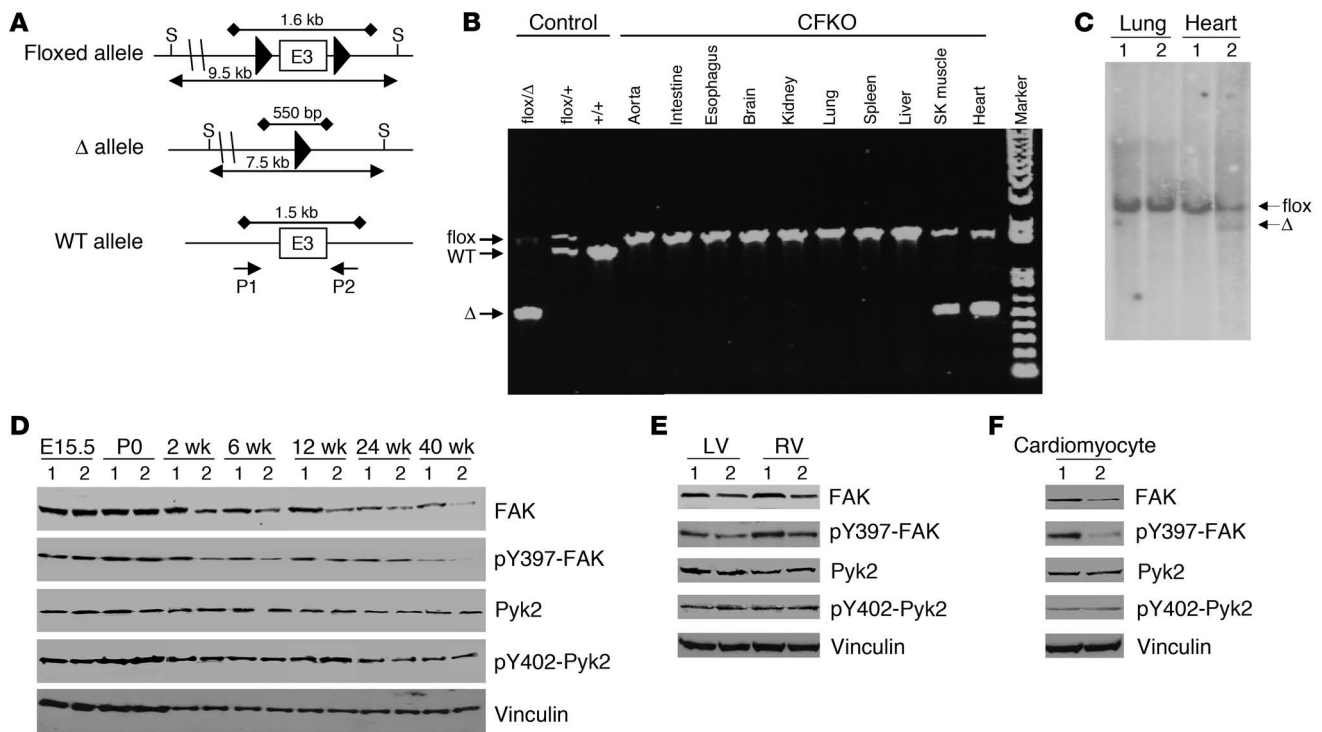 A
1.6 kb
S
S
Floxed allele
E3
9.5 kb
550 bp
S
S
Δ allele
7.5 kb
1.5 kb
WT allele
E3
P1
P2
B
Control
CFKO
flox/Δ
flox/+
+/+
Aorta
Intestine
Esophagus
Brain
Kidney
Lung
Spleen
Liver
SK muscle
Heart
Marker
flox
WT
Δ
C
Lung Heart
1 2 1 2
flox
Δ
D
E15.5 P0 2 wk 6 wk 12 wk 24 wk 40 wk
1 2 1 2 1 2 1 2 1 2 1 2 1 2
FAK
pY397-FAK
Pyk2
pY402-Pyk2
Vinculin
E
LV RV
1 2 1 2
FAK
pY397-FAK
Pyk2
pY402-Pyk2
Vinculin
F
Cardiomyocyte
1 2
FAK
pY397-FAK
Pyk2
pY402-Pyk2
Vinculin